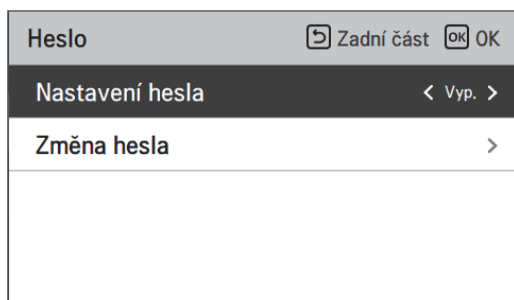 Heslo Zadní část OK OK
Nastavení hesla < Vyp. >
Změna hesla >